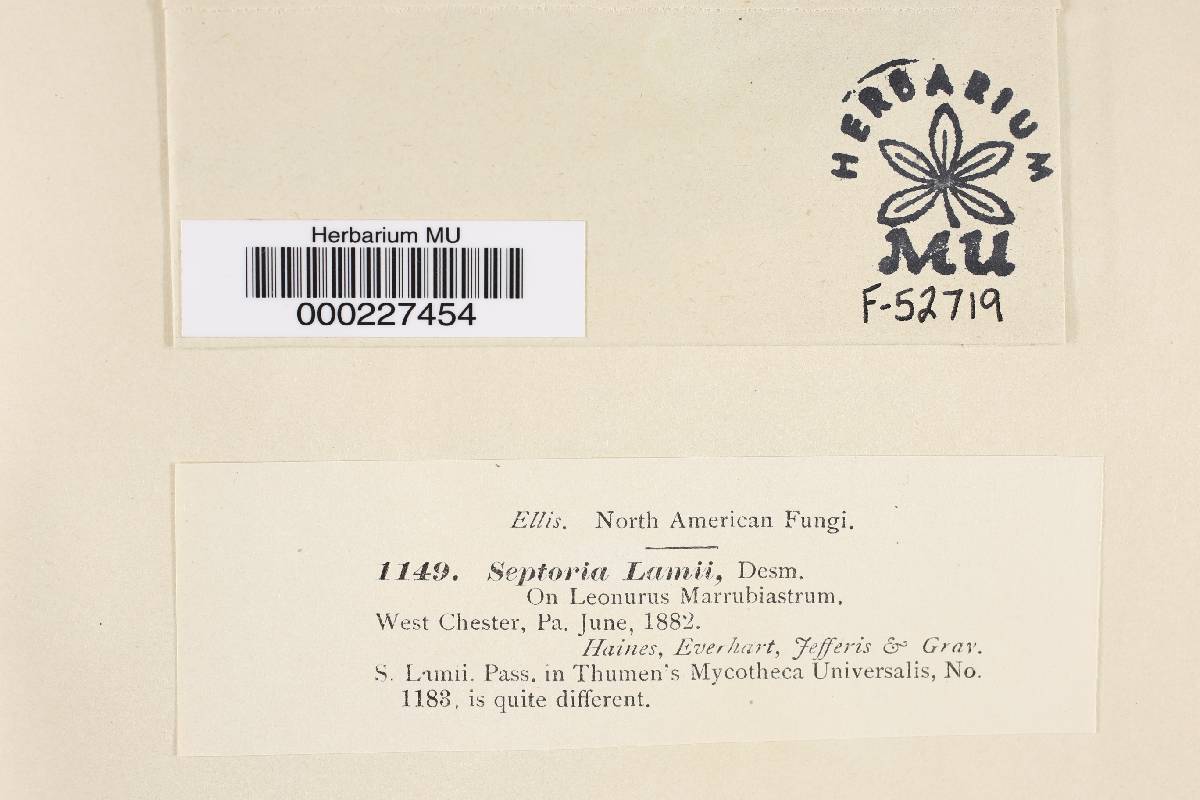 HERBARIUM
MU
F-52719
Herbarium MU
000227454
Ellis. North American Fungi.
1149. Septoria Lamii, Desm.
On Leonurus Marrubiastrum.
West Chester, Pa. June, 1882.
Haines, Everhart, Jefferis & Gray.
S. Lamii. Pass. in Thumen's Mycotheca Universalis, No.
1183, is quite different.